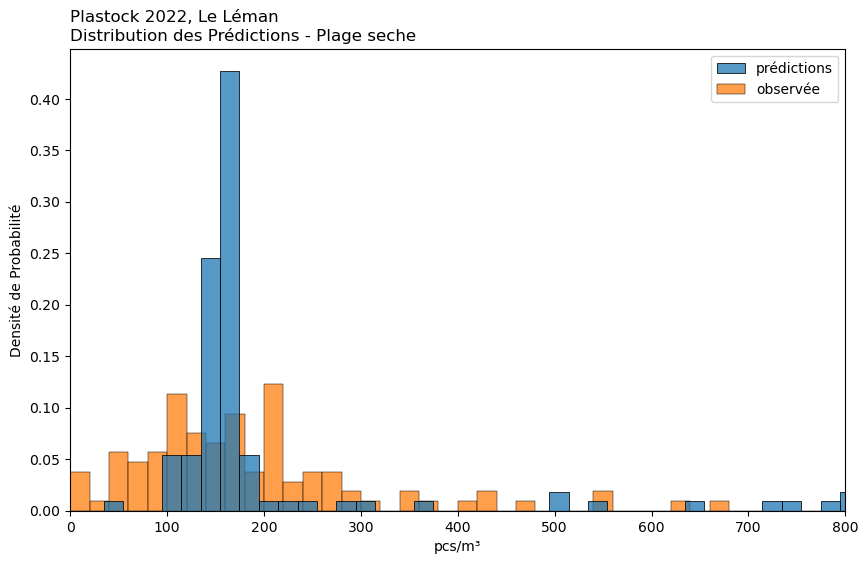 Plastock 2022, Le Léman
Distribution des Prédictions - Plage seche
prédictions
observée
Densité de Probabilité
0.40
0.35
0.30
0.25
0.20
0.15
0.10
0.05
0.00
0 100 200 300 400 500 600 700 800
pcs/m³